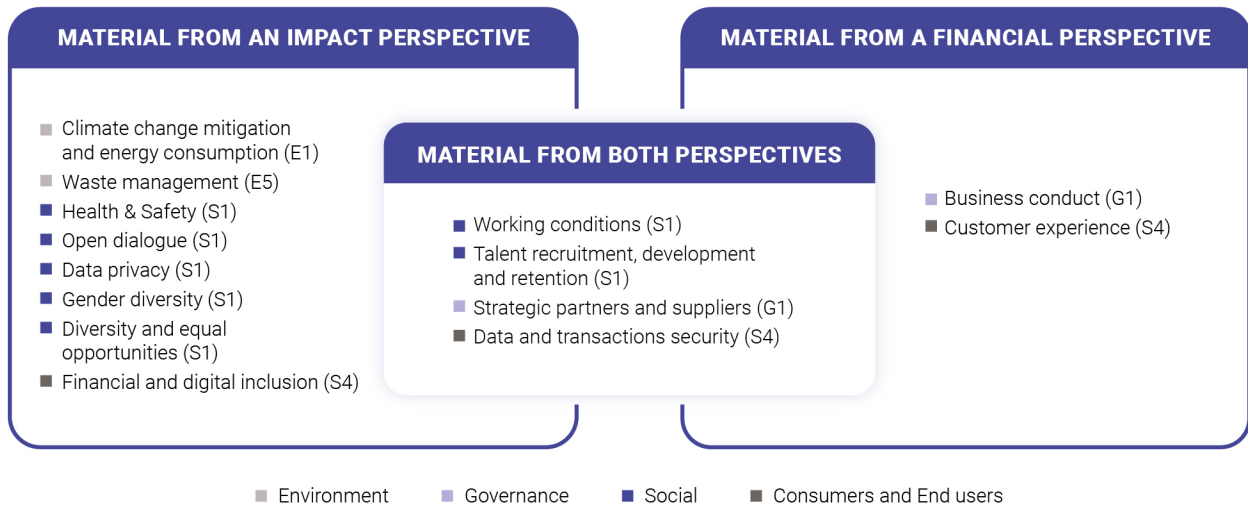 MATERIAL FROM AN IMPACT PERSPECTIVE
Climate change mitigation
and energy consumption (E1)
Waste management (E5)
Health & Safety (S1)
Open dialogue (S1)
Data privacy (S1)
Gender diversity (S1)
Diversity and equal
opportunities (S1)
Financial and digital inclusion (S4)
MATERIAL FROM BOTH PERSPECTIVES
Working conditions (S1)
Talent recruitment, development
and retention (S1)
Strategic partners and suppliers (G1)
Data and transactions security (S4)
MATERIAL FROM A FINANCIAL PERSPECTIVE
Business conduct (G1)
Customer experience (S4)
Environment
Governance
Social
Consumers and End users